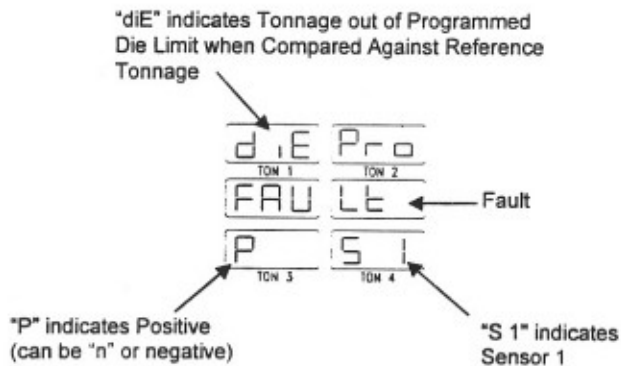 "diE" indicates Tonnage out of Programmed
Die Limit when Compared Against Reference
Tonnage
diE Pro
TON 1 TON 2
FAU Lt
Fault
P S 1
TON 3 TON 4
"P" indicates Positive
(can be "n" or negative)
"S 1" indicates
Sensor 1